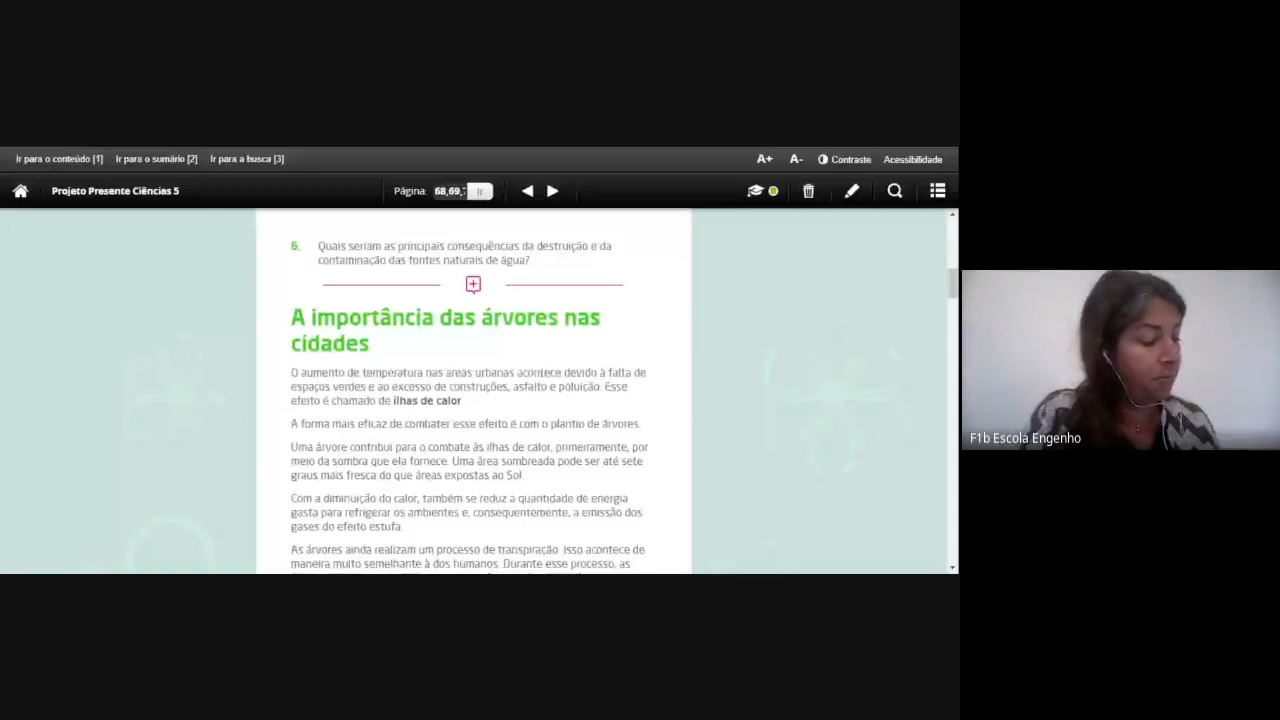 Ir para o conteúdo [1] Ir para o sumário [2] Ir para a busca [3] A+ A- Contraste Acessibilidade
Projeto Presente Ciências 5 Página: 68,69, Ir
6. Quais seriam as principais consequências da destruição e da
contaminação das fontes naturais de água?
A importância das árvores nas
cidades
O aumento de temperatura nas áreas urbanas acontece devido à falta de
espaços verdes e ao excesso de construções, asfalto e poluição. Esse
efeito é chamado de ilhas de calor
A forma mais eficaz de combater esse efeito é com o plantio de árvores.
Uma árvore contribui para o combate às ilhas de calor, primeiramente, por
meio da sombra que ela fornece. Uma área sombreada pode ser até sete
graus mais fresca do que áreas expostas ao Sol
Com a diminuição do calor, também se reduz a quantidade de energia
gasta para refrigerar os ambientes e, consequentemente, a emissão dos
gases do efeito estufa
As árvores ainda realizam um processo de transpiração. Isso acontece de
maneira muito semelhante à dos humanos. Durante esse processo, as
F1b Escola Engenho